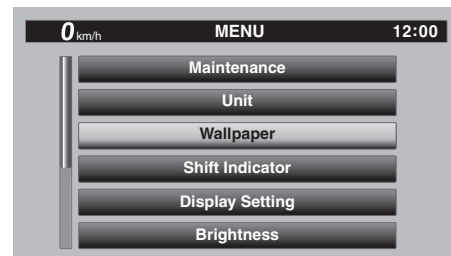 0 km/h MENU 12:00
Maintenance
Unit
Wallpaper
Shift Indicator
Display Setting
Brightness